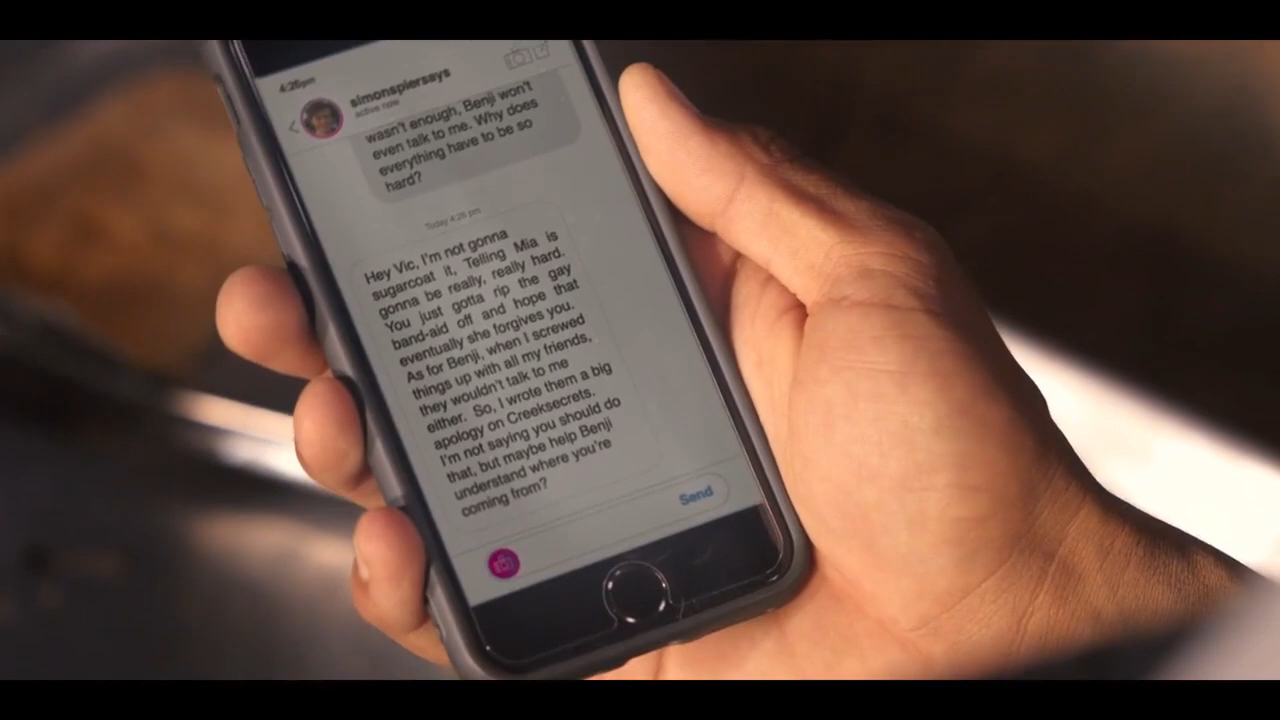 4:26pm
simonspiersays
active now
wasn't enough, Benji won't
even talk to me. Why does
everything have to be so
hard?
Today 4:26 pm
Hey Vic, I'm not gonna
sugarcoat it, Telling Mia is
gonna be really, really hard.
You just gotta rip the gay
band-aid off and hope that
eventually she forgives you.
As for Benji, when I screwed
things up with all my friends,
they wouldn't talk to me
either. So, I wrote them a big
apology on Creeksecrets.
I'm not saying you should do
that, but maybe help Benji
understand where you're
coming from?
Send